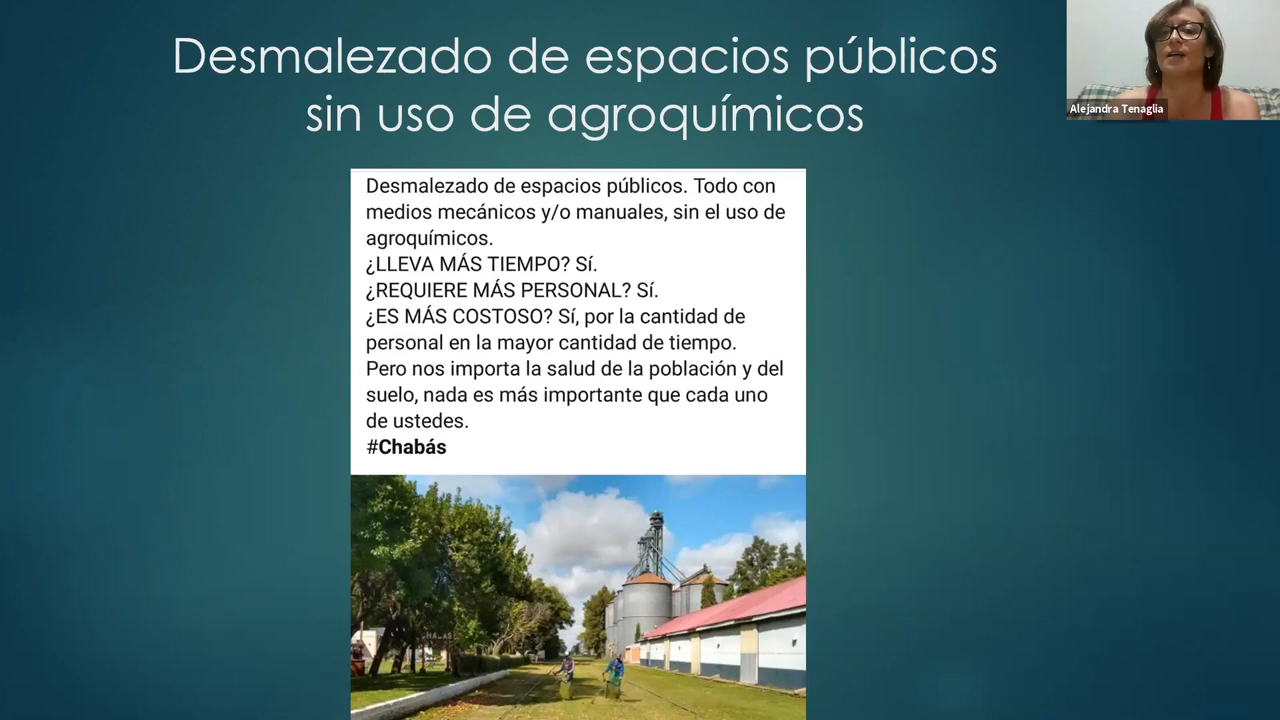 Desmalezado de espacios públicos
sin uso de agroquímicos
Alejandra Tenaglia
Desmalezado de espacios públicos. Todo con
medios mecánicos y/o manuales, sin el uso de
agroquímicos.
¿LLEVA MÁS TIEMPO? Sí.
¿REQUIERE MÁS PERSONAL? Sí.
¿ES MÁS COSTOSO? Sí, por la cantidad de
personal en la mayor cantidad de tiempo.
Pero nos importa la salud de la población y del
suelo, nada es más importante que cada uno
de ustedes.
#Chabás